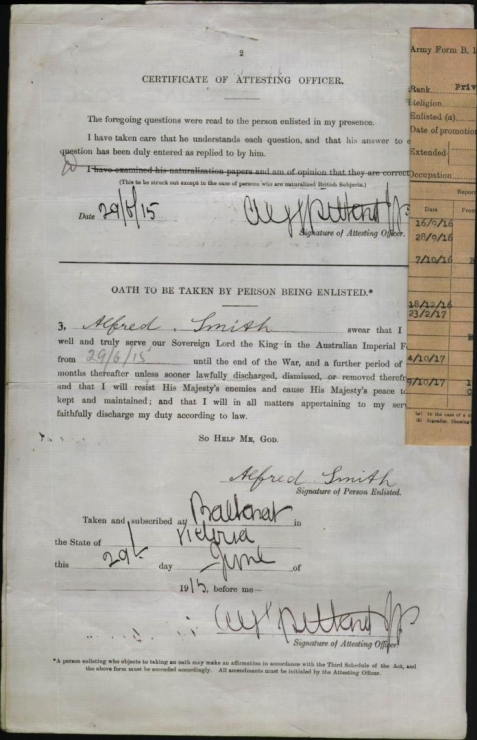 2
CERTIFICATE OF ATTESTING OFFICER.
The foregoing questions were read to the person enlisted in my presence.
I have taken care that he understands each question, and that his answer to e
question has been duly entered as replied to by him.
I have examined his naturalization papers and am of opinion that they are correct
(This to be struck out except in the case of persons who are naturalized British Subjects.)
Date 29/6/15
Signature of Attesting Officer.
OATH TO BE TAKEN BY PERSON BEING ENLISTED.*
3, Alfred Smith swear that I
well and truly serve our Sovereign Lord the King in the Australian Imperial F
from 29/6/15 until the end of the War, and a further period of
months thereafter unless sooner lawfully discharged, dismissed, or removed therefr
and that I will resist His Majesty's enemies and cause His Majesty's peace t
kept and maintained; and that I will in all matters appertaining to my ser
faithfully discharge my duty according to law.
SO HELP ME, GOD.
Alfred Smith
Signature of Person Enlisted.
Taken and subscribed at Ballarat in
the State of Victoria
this 29th day June of
1915, before me—
Signature of Attesting Officer
*A person enlisting who objects to taking an oath may make an affirmation in accordance with the Third Schedule of the Act, and
the above form must be amended accordingly. All amendments must be initialed by the Attesting Officer.
Army Form B. 1
Rank Priv
Religion
Enlisted (a)
Date of promotion
Extended
Occupation
Report
Date From
16/9/16
28/9/16
7/10/16
18/12/16
23/2/17
4/10/17
9/10/17
(a) In the case of a
(b) Signaller, Shoeing